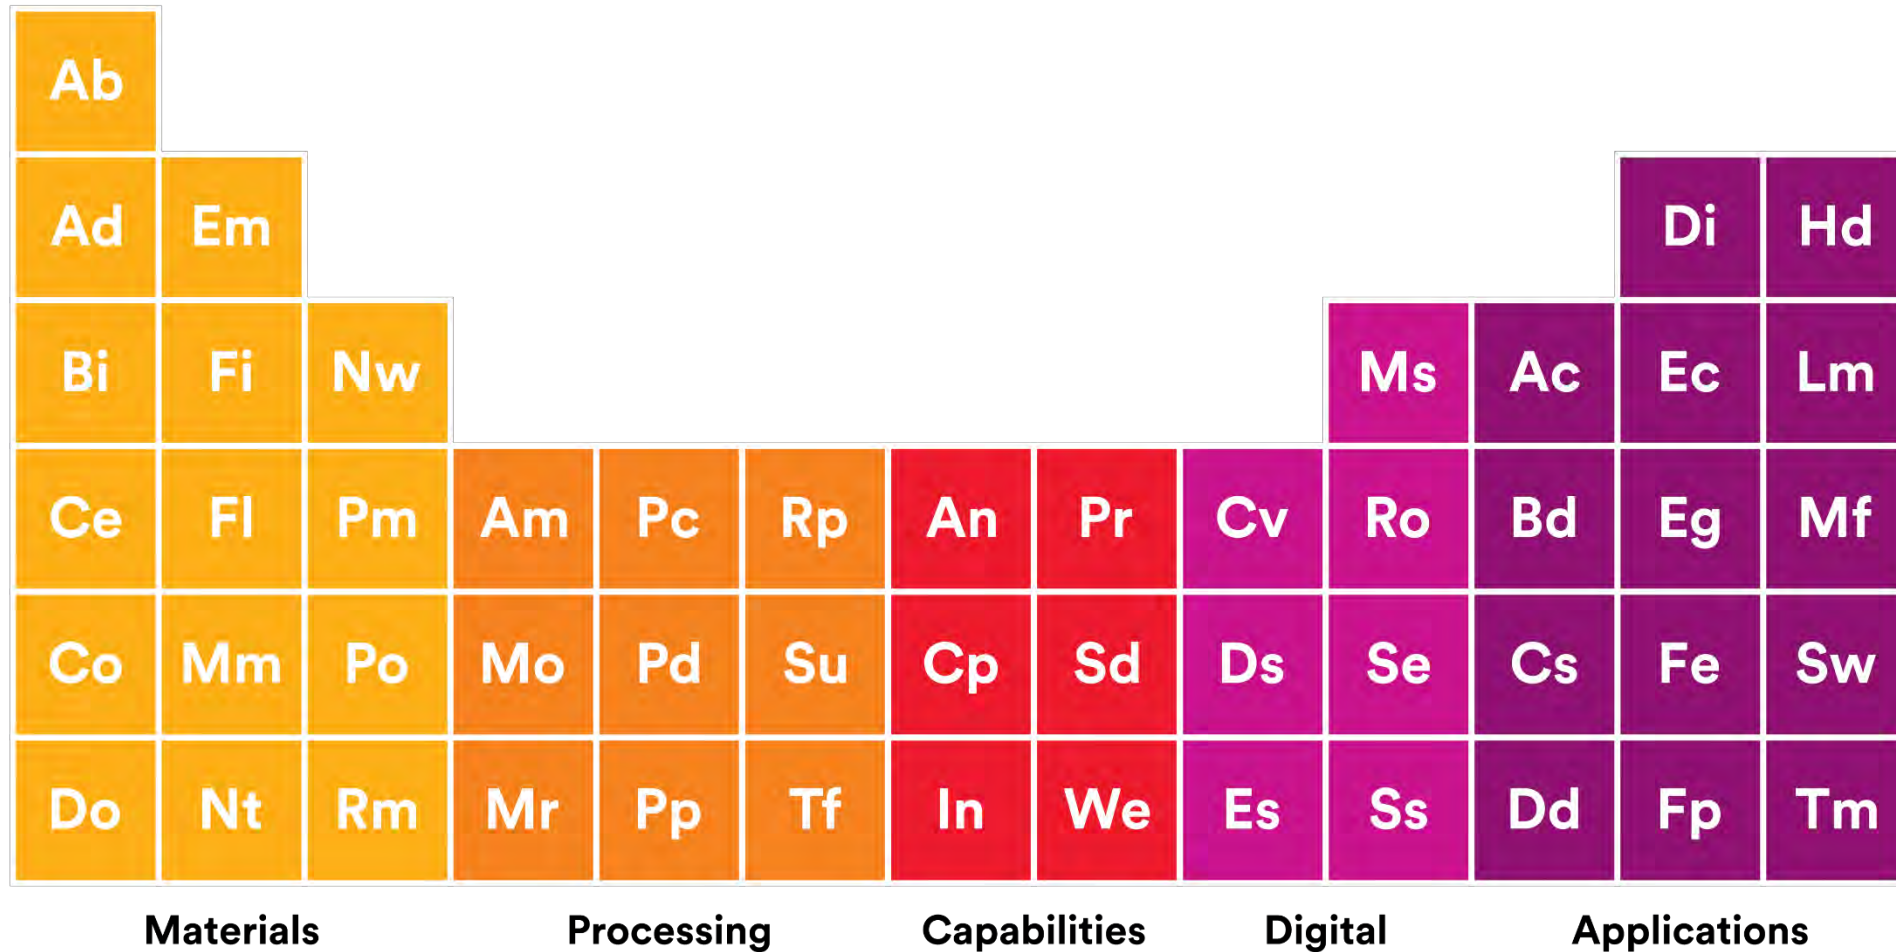 Ab
Ad Em Di Hd
Bi Fi Nw Ms Ac Ec Lm
Ce Fl Pm Am Pc Rp An Pr Cv Ro Bd Eg Mf
Co Mm Po Mo Pd Su Cp Sd Ds Se Cs Fe Sw
Do Nt Rm Mr Pp Tf In We Es Ss Dd Fp Tm
Materials Processing Capabilities Digital Applications